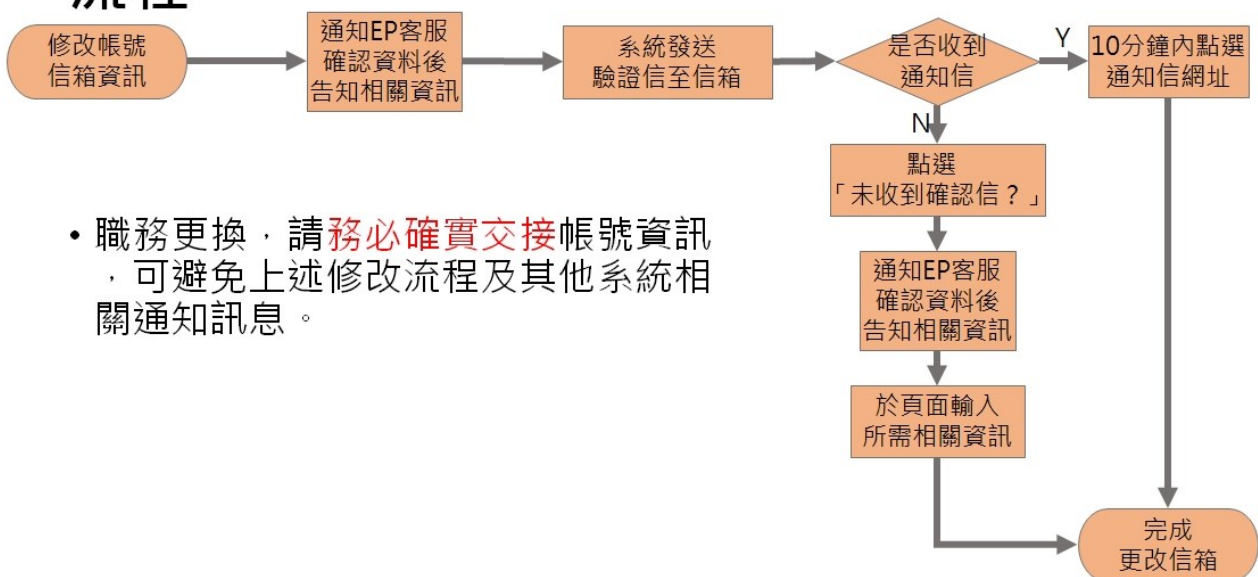 流程
修改帳號
信箱資訊
通知EP客服
確認資料後
告知相關資訊
系統發送
驗證信至信箱
是否收到
通知信
Y
10分鐘內點選
通知信網址
N
點選
「未收到確認信？」
通知EP客服
確認資料後
告知相關資訊
於頁面輸入
所需相關資訊
完成
更改信箱
•職務更換，請務必確實交接帳號資訊
，可避免上述修改流程及其他系統相
關通知訊息。